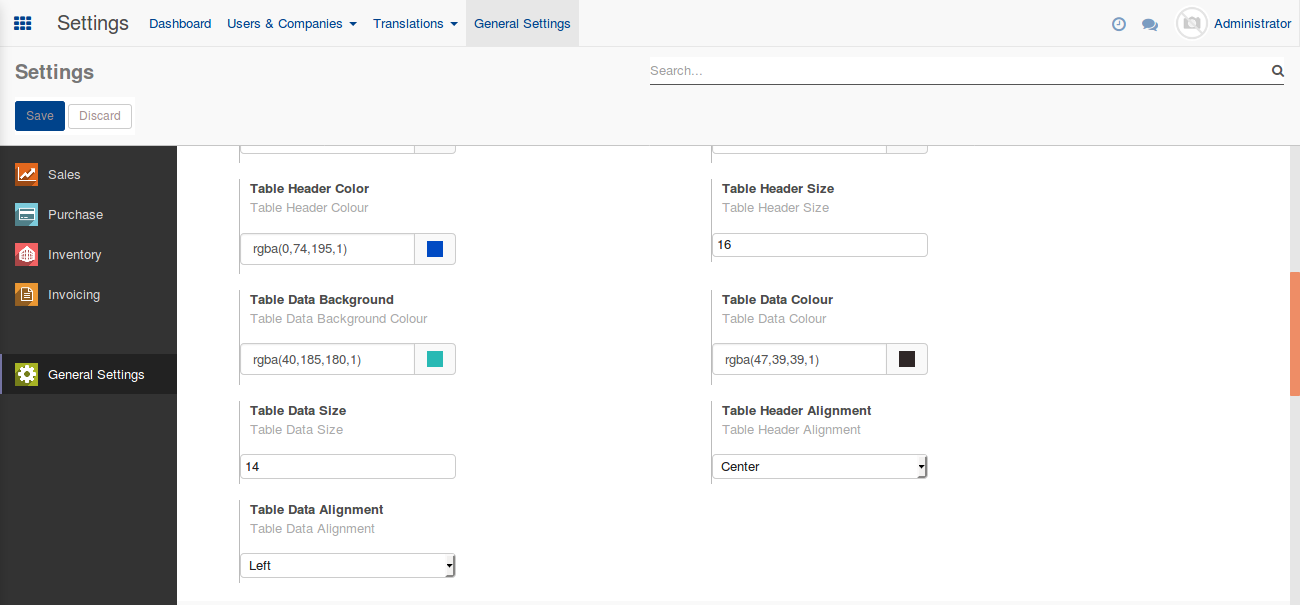 Settings Dashboard Users & Companies Translations General Settings Administrator
Settings
Search...
Save Discard
Sales
Purchase
Inventory
Invoicing
General Settings
Table Header Color
Table Header Colour
rgba(0,74,195,1)
Table Header Size
Table Header Size
16
Table Data Background
Table Data Background Colour
rgba(40,185,180,1)
Table Data Colour
Table Data Colour
rgba(47,39,39,1)
Table Data Size
Table Data Size
14
Table Header Alignment
Table Header Alignment
Center
Table Data Alignment
Table Data Alignment
Left